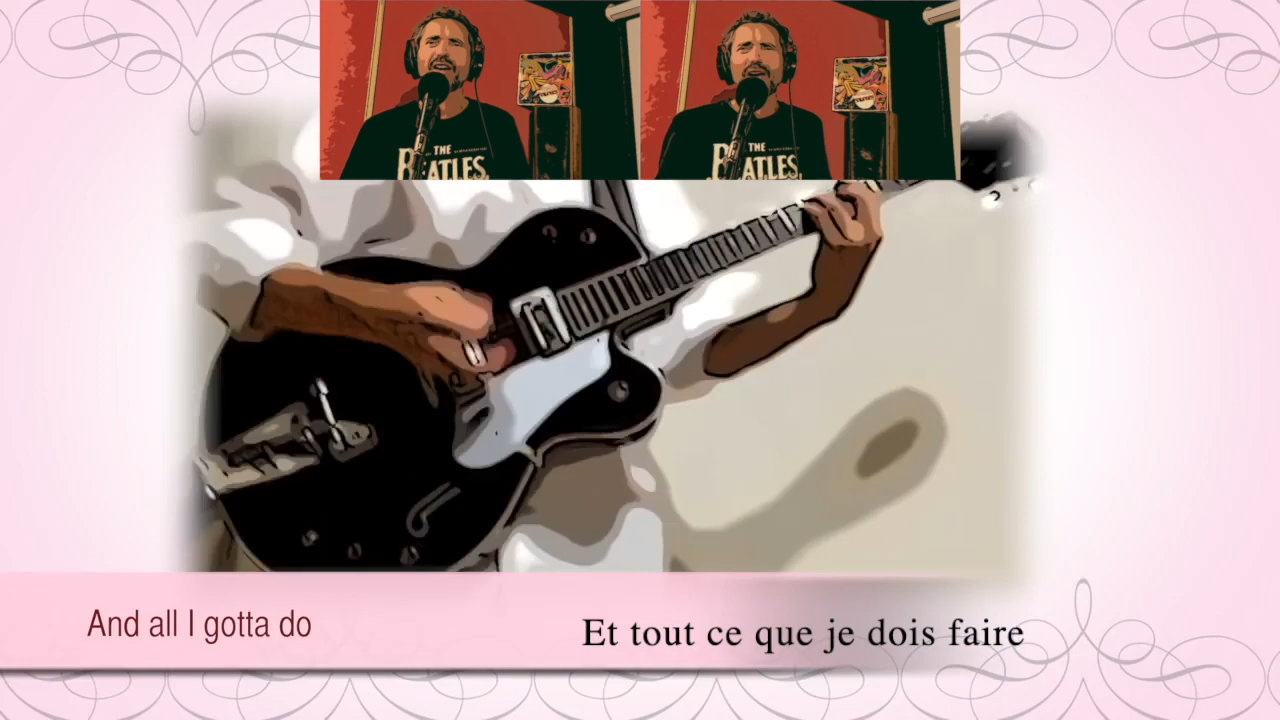 THE
BEATLES
THE
BEATLES
And all I gotta do
Et tout ce que je dois faire